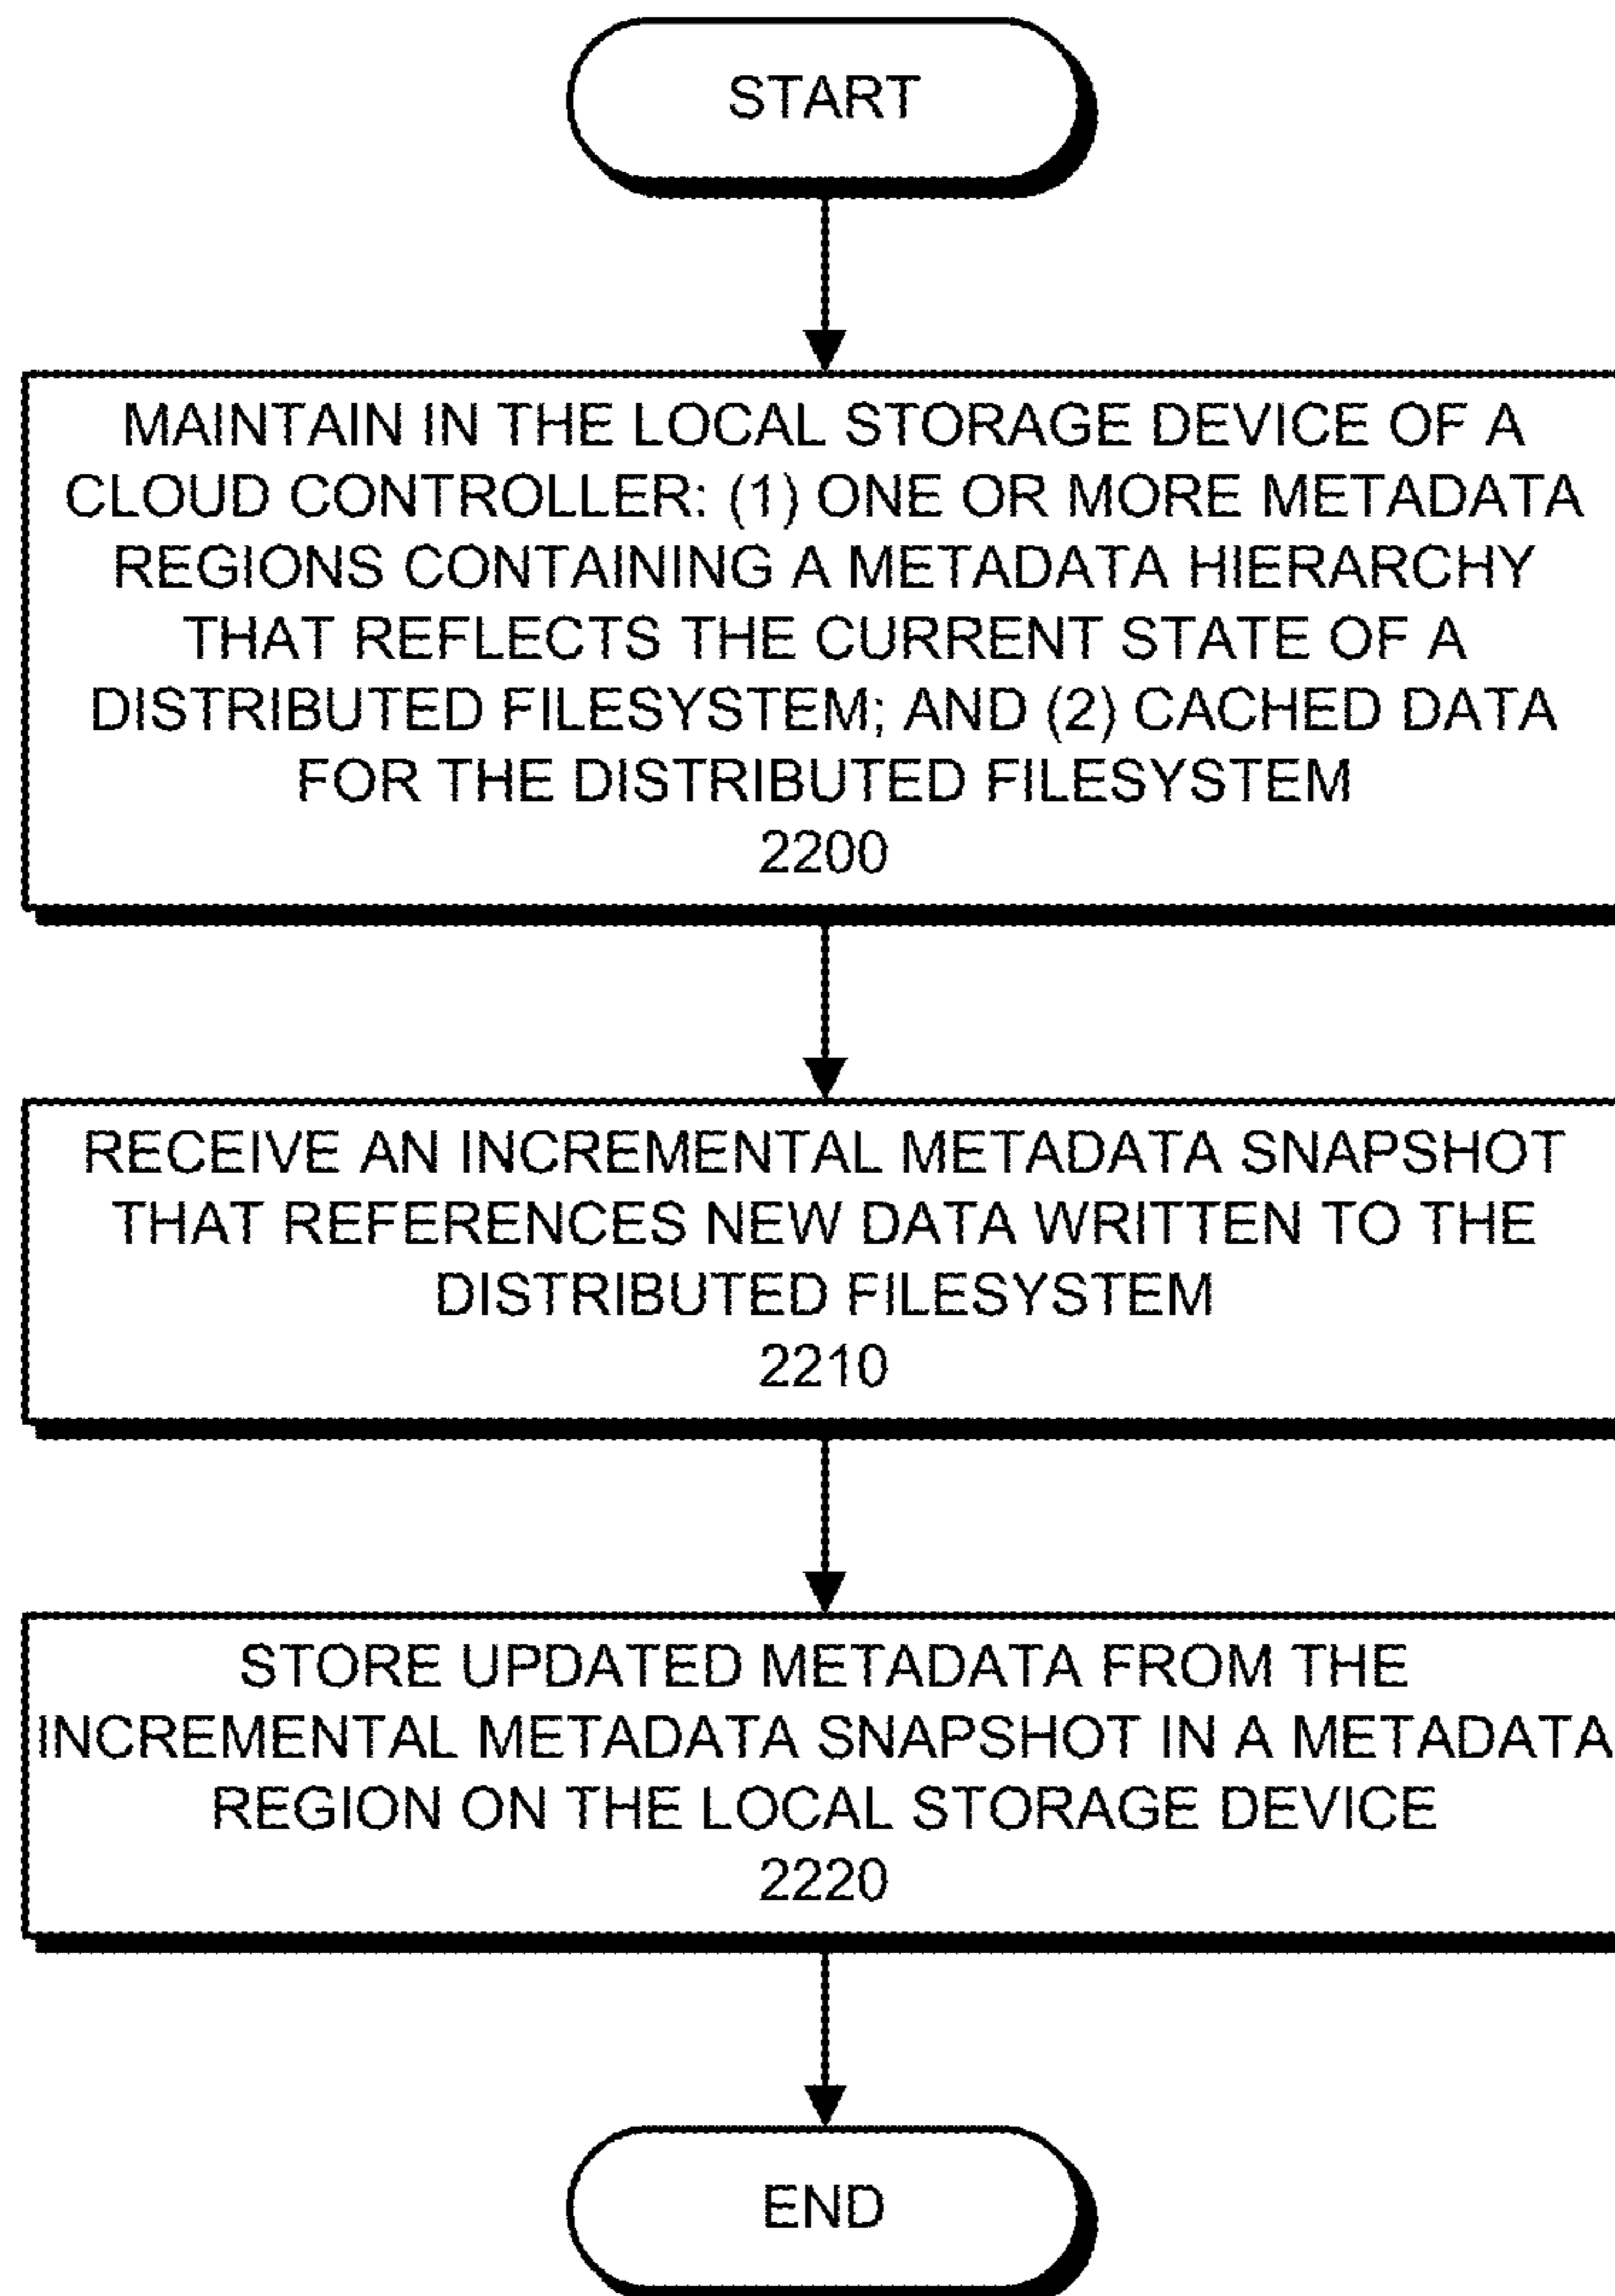 START
MAINTAIN IN THE LOCAL STORAGE DEVICE OF A
CLOUD CONTROLLER: (1) ONE OR MORE METADATA
REGIONS CONTAINING A METADATA HIERARCHY
THAT REFLECTS THE CURRENT STATE OF A
DISTRIBUTED FILESYSTEM; AND (2) CACHED DATA
FOR THE DISTRIBUTED FILESYSTEM
2200
RECEIVE AN INCREMENTAL METADATA SNAPSHOT
THAT REFERENCES NEW DATA WRITTEN TO THE
DISTRIBUTED FILESYSTEM
2210
STORE UPDATED METADATA FROM THE
INCREMENTAL METADATA SNAPSHOT IN A METADATA
REGION ON THE LOCAL STORAGE DEVICE
2220
END